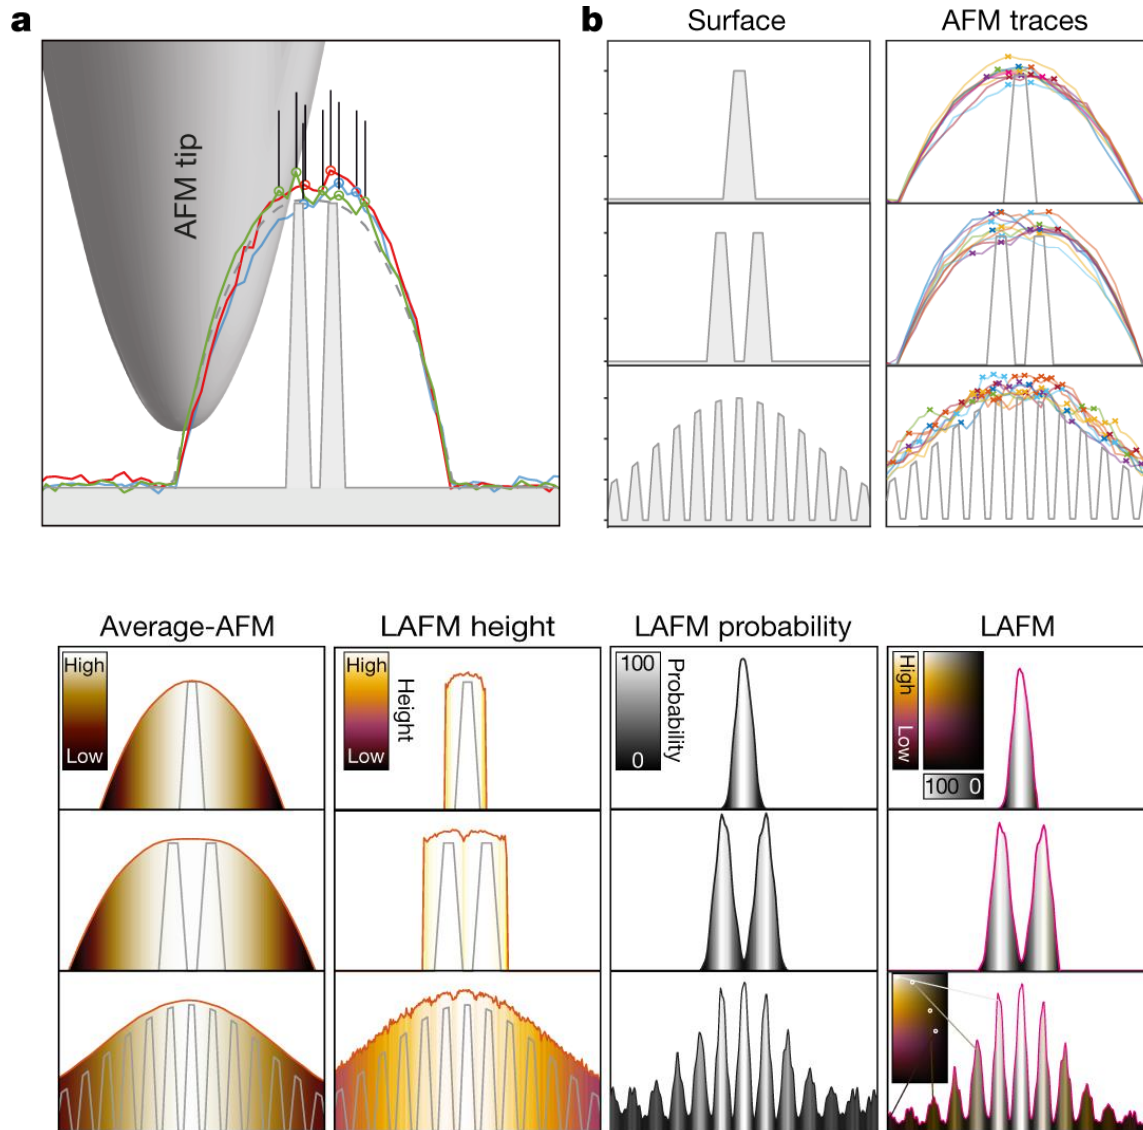 a
AFM tip
b
Surface
AFM traces
Average-AFM
LAFM height
LAFM probability
LAFM
High
Low
High
Low
Height
100
0
Probability
High
Low
100 0